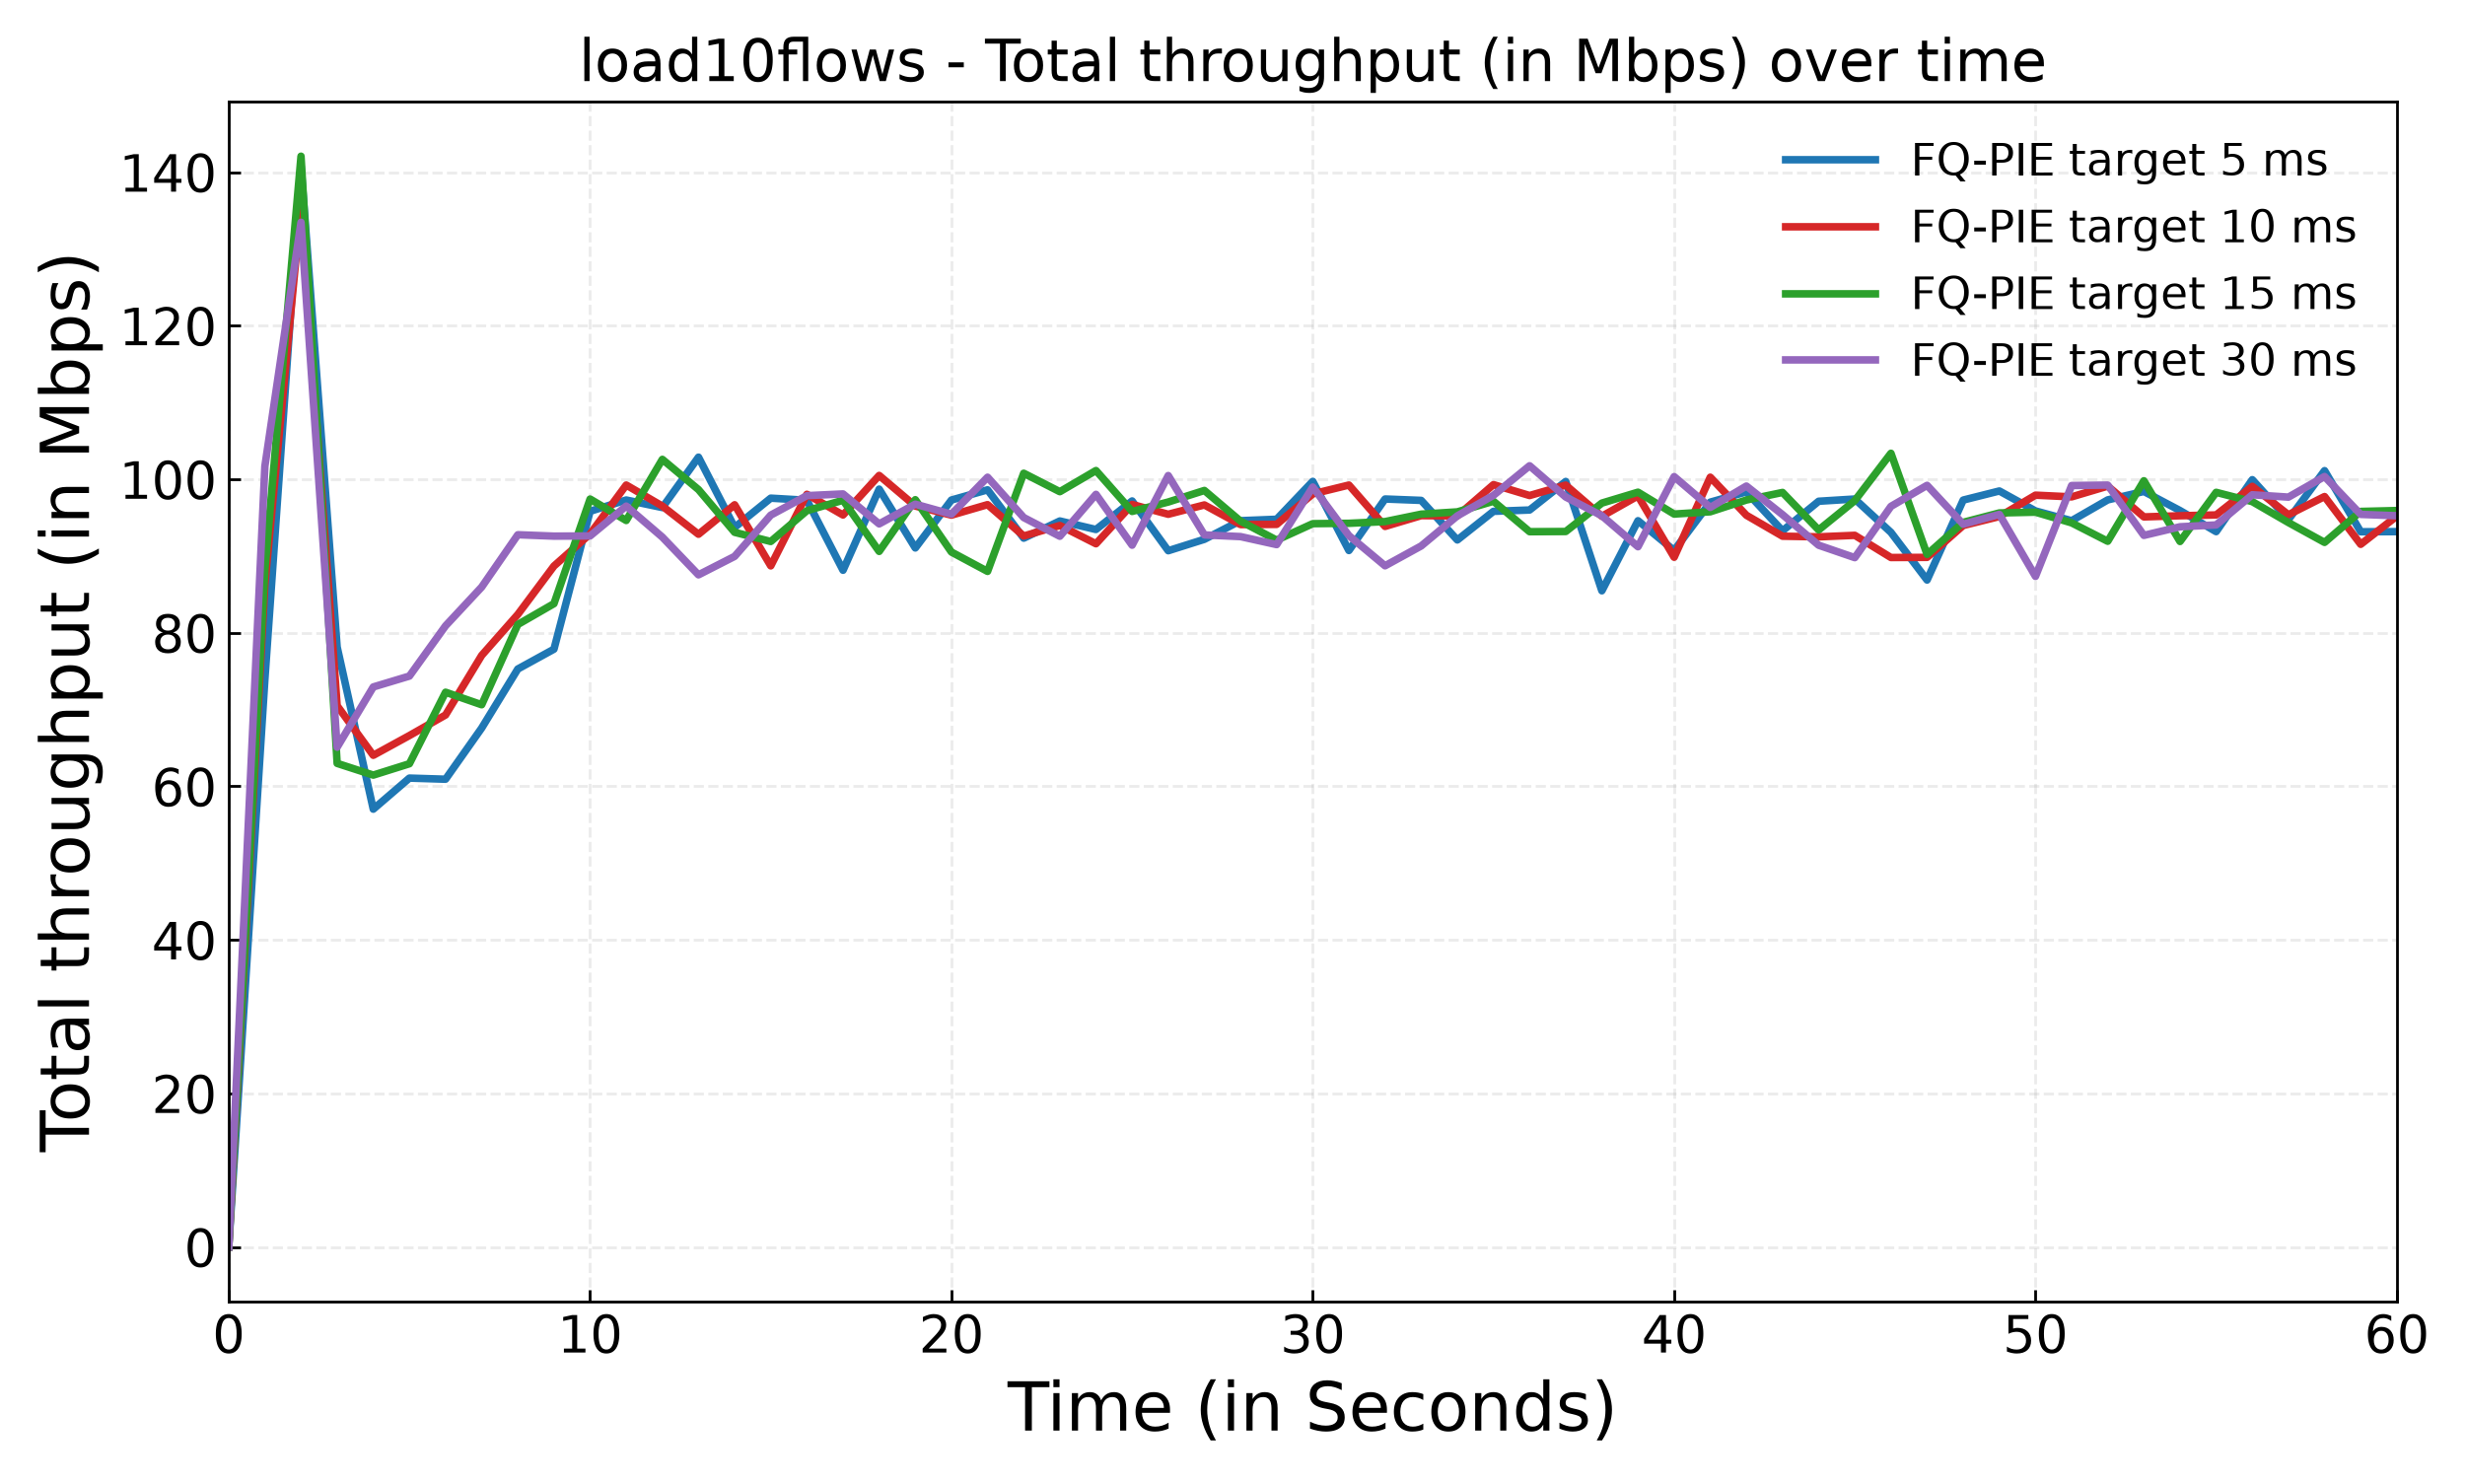 load10flows - Total throughput (in Mbps) over time
FQ-PIE target 5 ms
FQ-PIE target 10 ms
FQ-PIE target 15 ms
FQ-PIE target 30 ms
Total throughput (in Mbps)
140
120
100
80
60
40
20
0
0 10 20 30 40 50 60
Time (in Seconds)